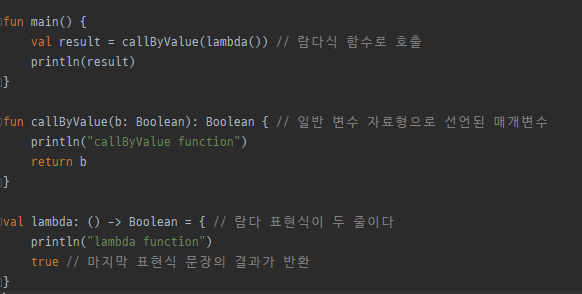 fun main() {
val result = callByValue(lambda()) // 람다식 함수로 호출
println(result)
}
fun callByValue(b: Boolean): Boolean { // 일반 변수 자료형으로 선언된 매개변수
println("callByValue function")
return b
}
val lambda: () -> Boolean = { // 람다 표현식이 두 줄이다
println("lambda function")
true // 마지막 표현식 문장의 결과가 반환
}